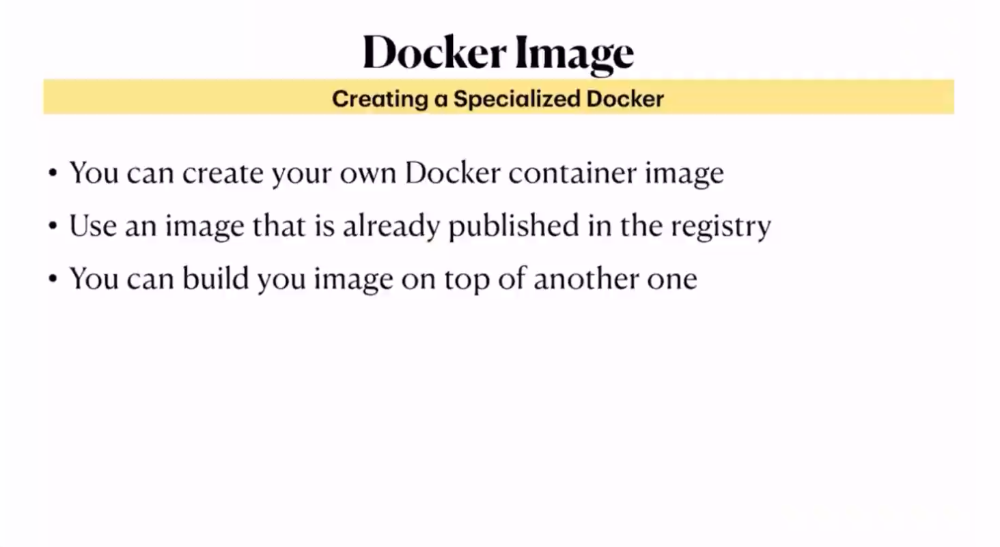 Docker Image
Creating a Specialized Docker
• You can create your own Docker container image
• Use an image that is already published in the registry
• You can build you image on top of another one